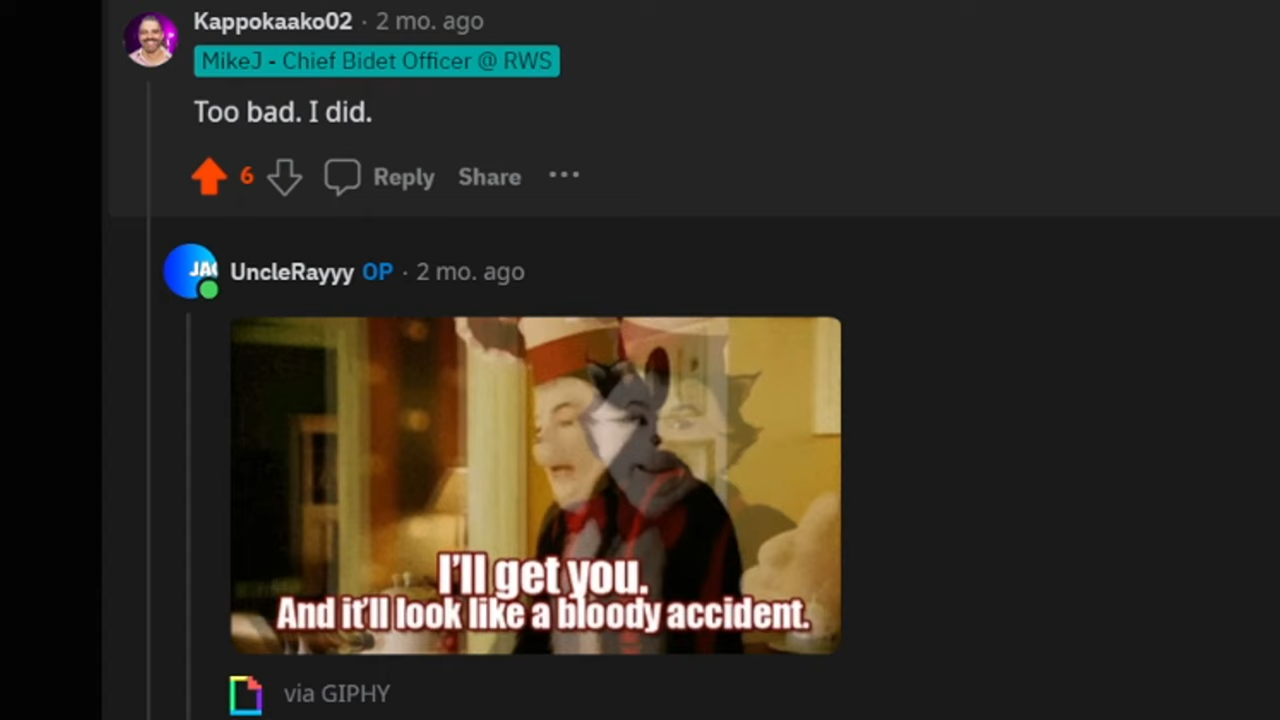 Kappokaako02 · 2 mo. ago
MikeJ - Chief Bidet Officer @ RWS
Too bad. I did.
6 Reply Share ···
JAC
UncleRayyy OP · 2 mo. ago
I'll get you.
And it'll look like a bloody accident.
via GIPHY